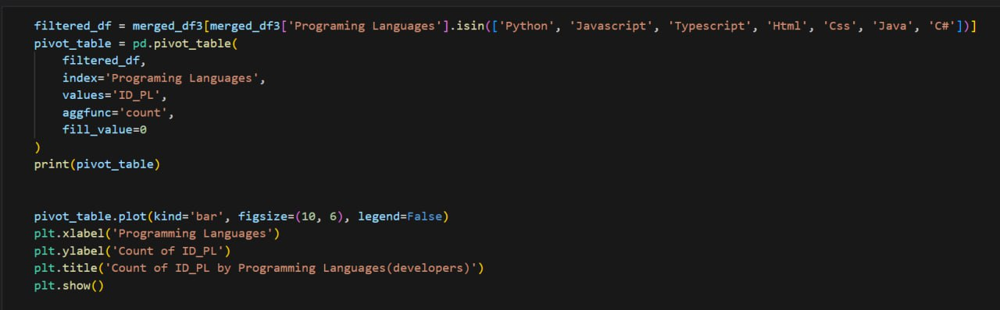 filtered_df = merged_df3[merged_df3['Programing Languages'].isin(['Python', 'Javascript', 'Typescript', 'Html', 'Css', 'Java', 'C#'])]
pivot_table = pd.pivot_table(
    filtered_df,
    index='Programing Languages',
    values='ID_PL',
    aggfunc='count',
    fill_value=0
)
print(pivot_table)
pivot_table.plot(kind='bar', figsize=(10, 6), legend=False)
plt.xlabel('Programming Languages')
plt.ylabel('Count of ID_PL')
plt.title('Count of ID_PL by Programming Languages(developers)')
plt.show()